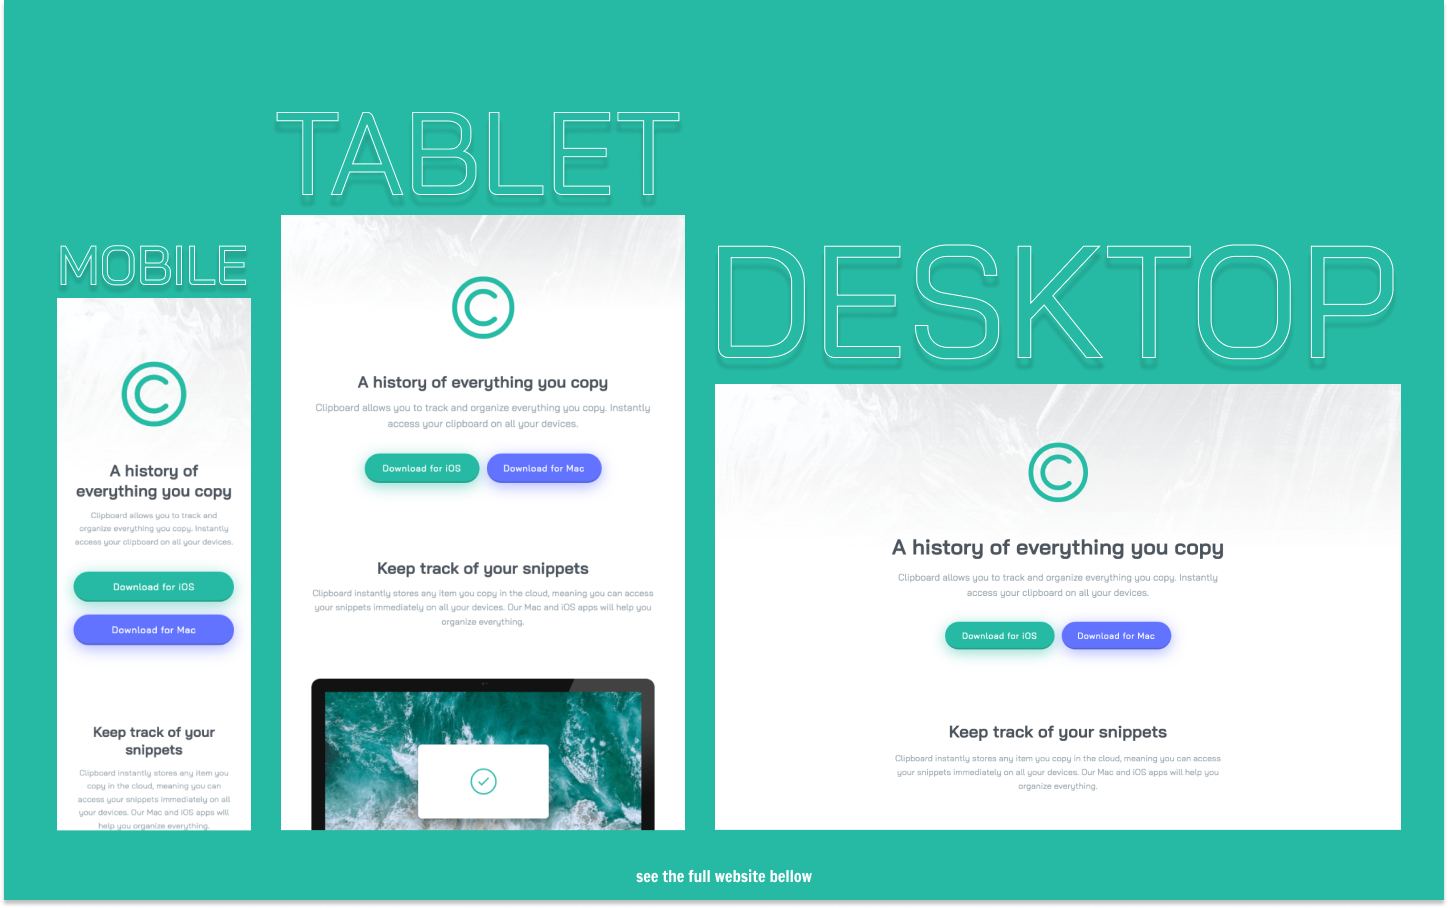 MOBILE
©
A history of
everything you copy
Clipboard allows you to track and
organize everything you copy. Instantly
access your clipboard on all your devices.
Download for iOS
Download for Mac
Keep track of your
snippets
Clipboard instantly stores any item you
copy in the cloud, meaning you can
access your snippets immediately on all
your devices. Our Mac and iOS apps will
help you organize everything.
TABLET
©
A history of everything you copy
Clipboard allows you to track and organize everything you copy. Instantly
access your clipboard on all your devices.
Download for iOS
Download for Mac
Keep track of your snippets
Clipboard instantly stores any item you copy in the cloud, meaning you can access
your snippets immediately on all your devices. Our Mac and iOS apps will help you
organize everything.
DESKTOP
©
A history of everything you copy
Clipboard allows you to track and organize everything you copy. Instantly
access your clipboard on all your devices.
Download for iOS
Download for Mac
Keep track of your snippets
Clipboard instantly stores any item you copy in the cloud, meaning you can access
your snippets immediately on all your devices. Our Mac and iOS apps will help you
organize everything.
see the full website bellow